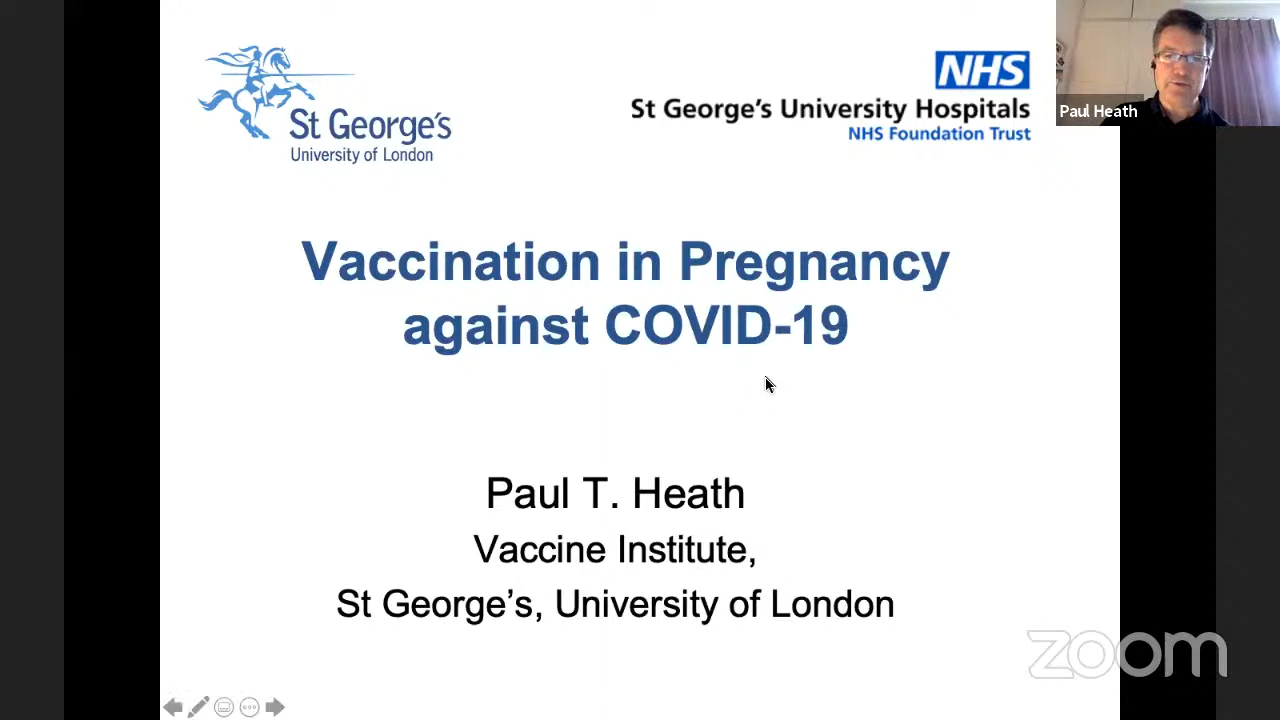 St George's
University of London
NHS
St George's University Hospitals
NHS Foundation Trust
Paul Heath
Vaccination in Pregnancy
against COVID-19
Paul T. Heath
Vaccine Institute,
St George's, University of London
zoom